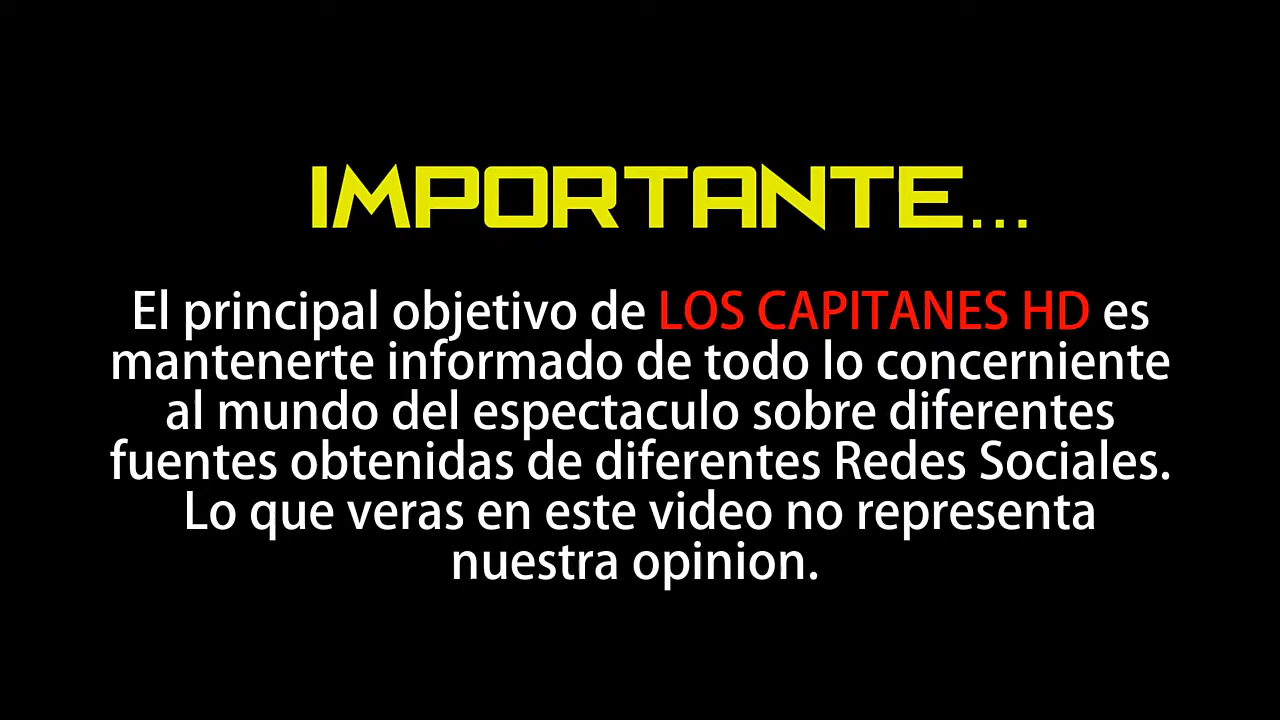 IMPORTANTE...
El principal objetivo de LOS CAPITANES HD es
mantenerte informado de todo lo concerniente
al mundo del espectaculo sobre diferentes
fuentes obtenidas de diferentes Redes Sociales.
Lo que veras en este video no representa
nuestra opinion.